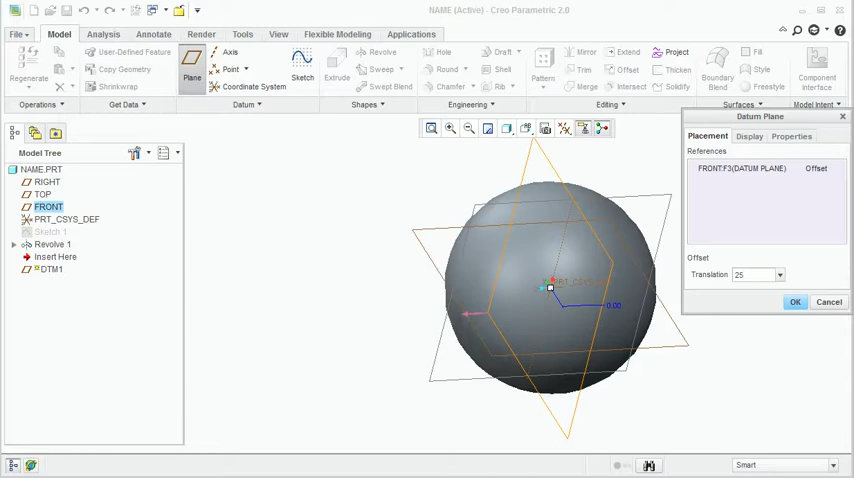 NAME (Active) - Creo Parametric 2.0
File Model Analysis Annotate Render Tools View Flexible Modeling Applications
Regenerate
User-Defined Feature
Copy Geometry
Shrinkwrap
Plane
Axis
Point
Coordinate System
Sketch
Extrude
Revolve
Sweep
Swept Blend
Hole
Round
Chamfer
Draft
Shell
Rib
Pattern
Mirror
Trim
Merge
Extend
Offset
Intersect
Project
Thicken
Solidify
Boundary
Blend
Fill
Style
Freestyle
Component
Interface
Operations Get Data Datum Shapes Engineering Editing Surfaces Model Intent
Model Tree
NAME.PRT
RIGHT
TOP
FRONT
PRT_CSYS_DEF
Sketch 1
Revolve 1
Insert Here
DTM1
0.00
Datum Plane
Placement Display Properties
References
FRONT:F3(DATUM PLANE) Offset
Offset
Translation 25
OK Cancel
Smart